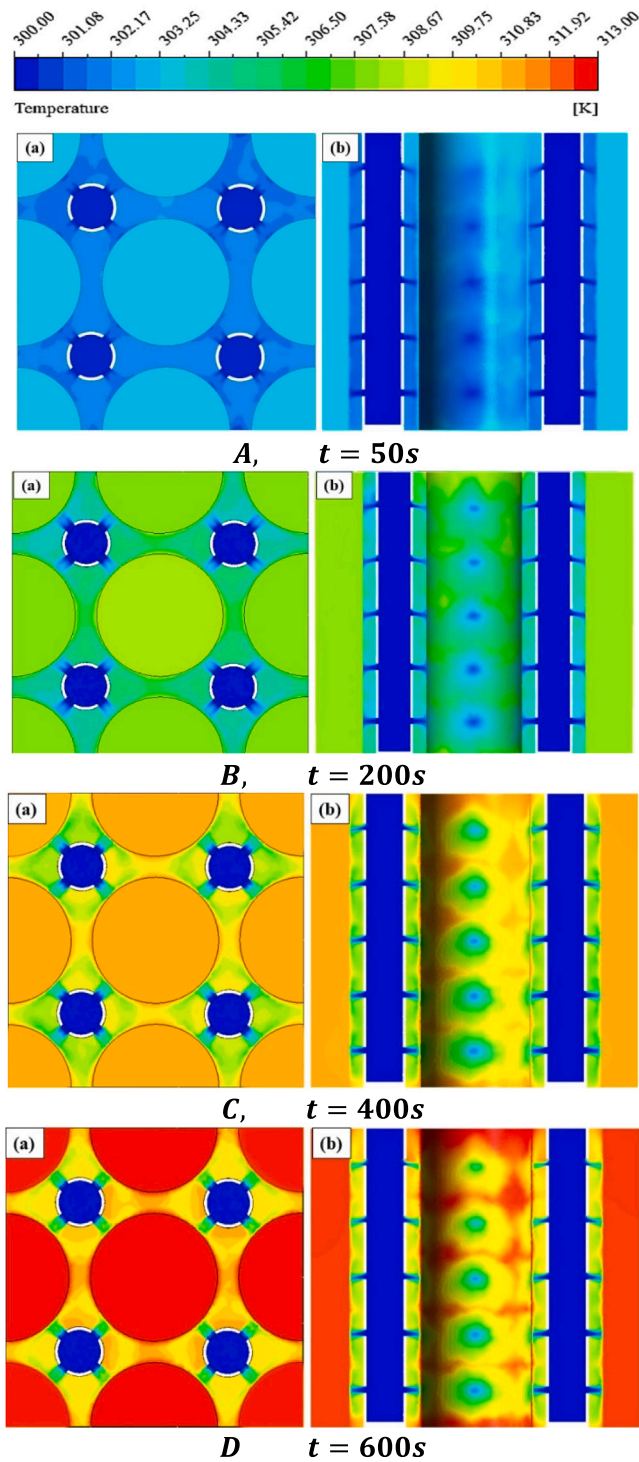 300.00 301.08 302.17 303.25 304.33 305.42 306.50 307.58 308.67 309.75 310.83 311.92 313.00
Temperature [K]
(a) (b)
A, t = 50s
(a) (b)
B, t = 200s
(a) (b)
C, t = 400s
(a) (b)
D t = 600s